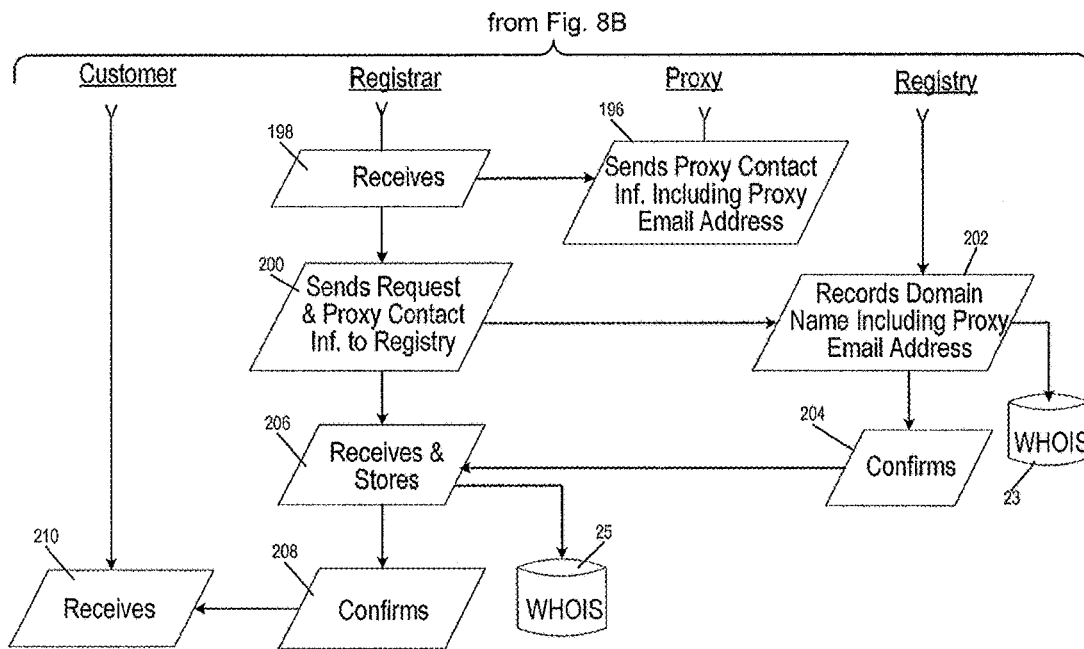 from Fig. 8B
Customer
Registrar
Proxy
Registry
198
Receives
196
Sends Proxy Contact
Inf. Including Proxy
Email Address
200
Sends Request
& Proxy Contact
Inf. to Registry
202
Records Domain
Name Including Proxy
Email Address
206
Receives &
Stores
204
Confirms
WHOIS
23
210
Receives
208
Confirms
25
WHOIS